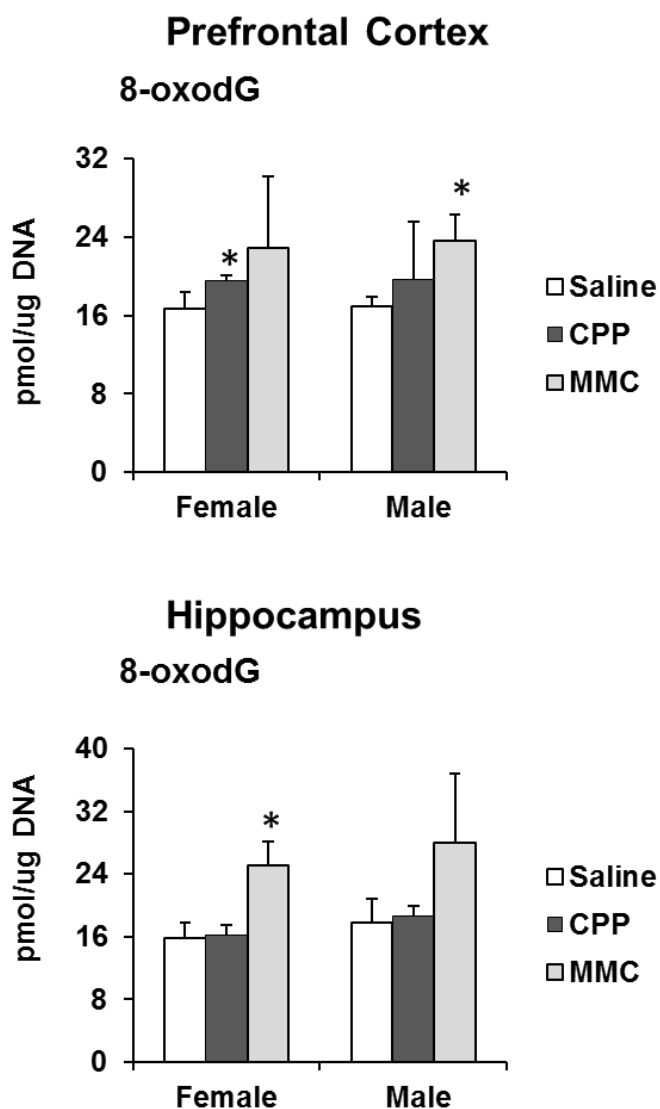 Prefrontal Cortex
8-oxodG
32
24
16
8
0
pmol/ug DNA
*
*
Female
Male
Saline
CPP
MMC
Hippocampus
8-oxodG
40
32
24
16
8
0
pmol/ug DNA
*
Female
Male
Saline
CPP
MMC